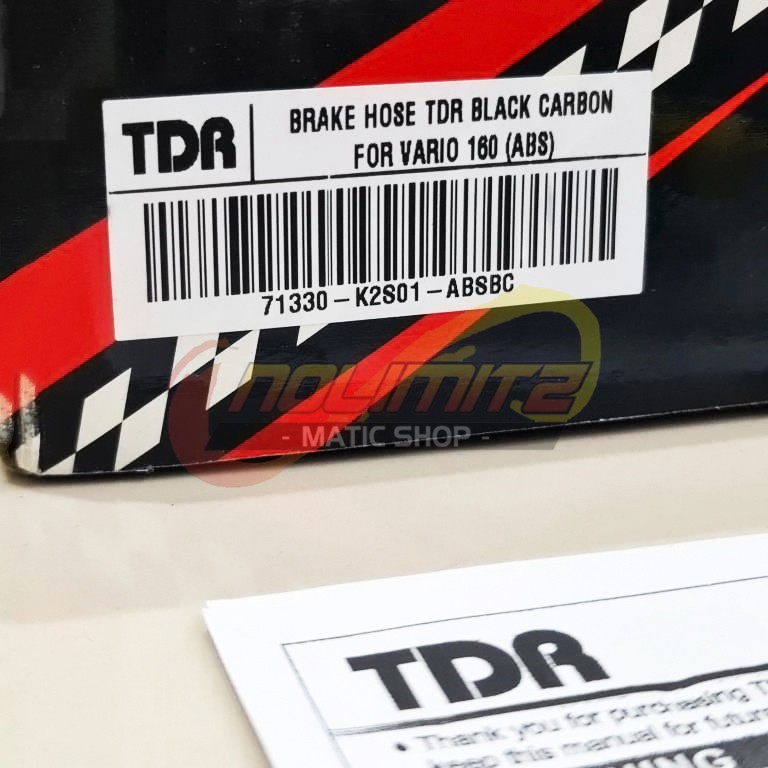 TDR
BRAKE HOSE TDR BLACK CARBON
FOR VARIO 160 (ABS)
71330-K2S01-ABSBC
NOLIMITZ
- MATIC SHOP -
TDR
• Thank you for purchasing
keep this manual for future